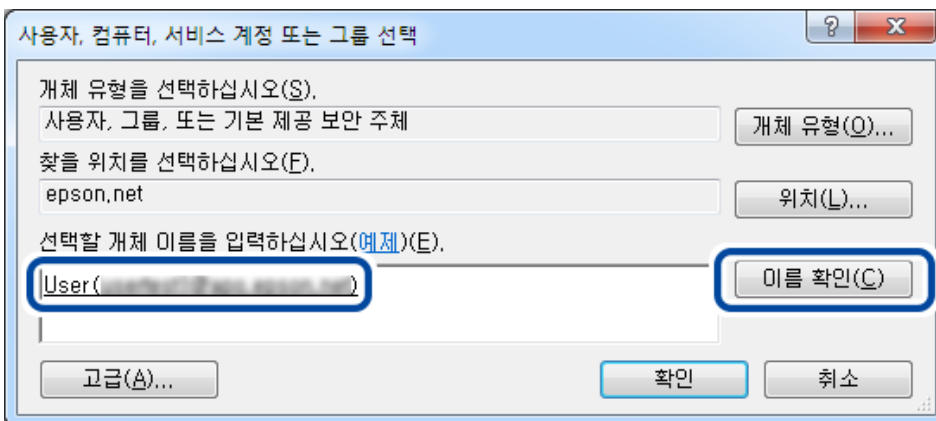 사용자, 컴퓨터, 서비스 계정 또는 그룹 선택
개체 유형을 선택하십시오(S).
사용자, 그룹, 또는 기본 제공 보안 주체
개체 유형(O)...
찾을 위치를 선택하십시오(F).
epson.net
위치(L)...
선택할 개체 이름을 입력하십시오(예제)(E).
User( )
이름 확인(C)
고급(A)...
확인
취소